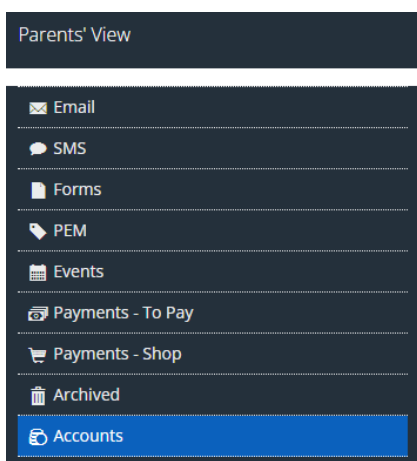 Parents' View
Email
SMS
Forms
PEM
Events
Payments - To Pay
Payments - Shop
Archived
Accounts